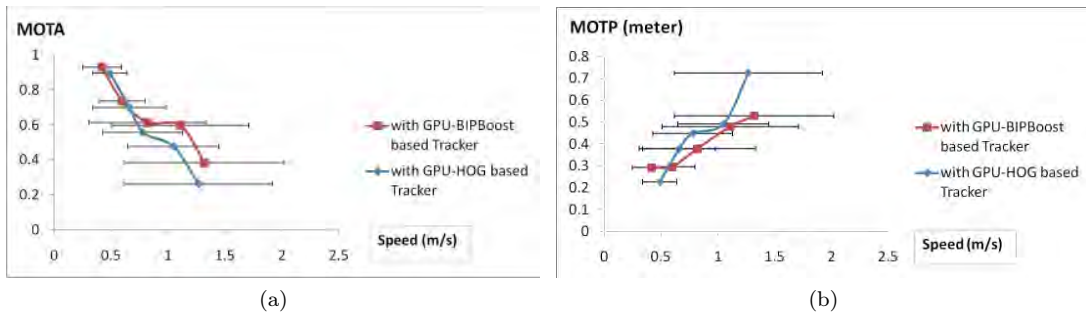 MOTA
1
0.8
0.6
0.4
0.2
0
0
0.5
1
1.5
2
2.5
Speed (m/s)
with GPU-BIPBoost
based Tracker
with GPU-HOG based
Tracker
(a)
MOTP (meter)
0.8
0.7
0.6
0.5
0.4
0.3
0.2
0.1
0
0
0.5
1
1.5
2
2.5
Speed (m/s)
with GPU-BIPBoost
based Tracker
with GPU-HOG based
Tracker
(b)